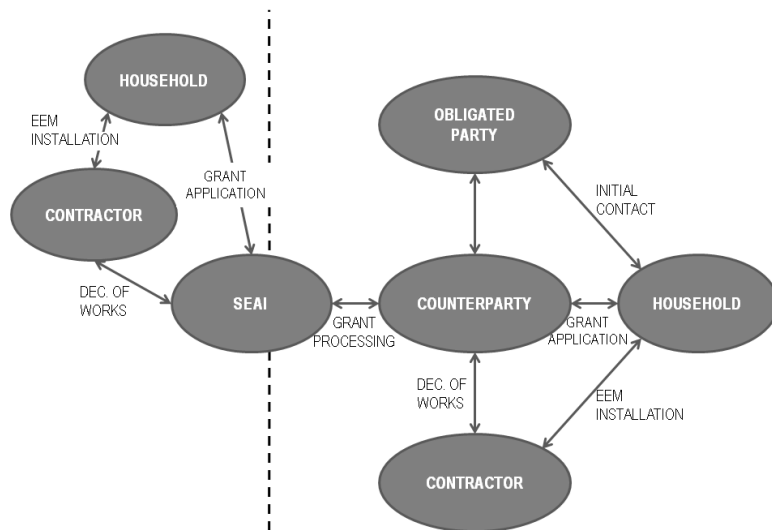 HOUSEHOLD
EEM
INSTALLATION
GRANT
APPLICATION
CONTRACTOR
DEC. OF
WORKS
SEAI
GRANT
PROCESSING
OBLIGATED
PARTY
INITIAL
CONTACT
COUNTERPARTY
GRANT
APPLICATION
HOUSEHOLD
DEC. OF
WORKS
EEM
INSTALLATION
CONTRACTOR